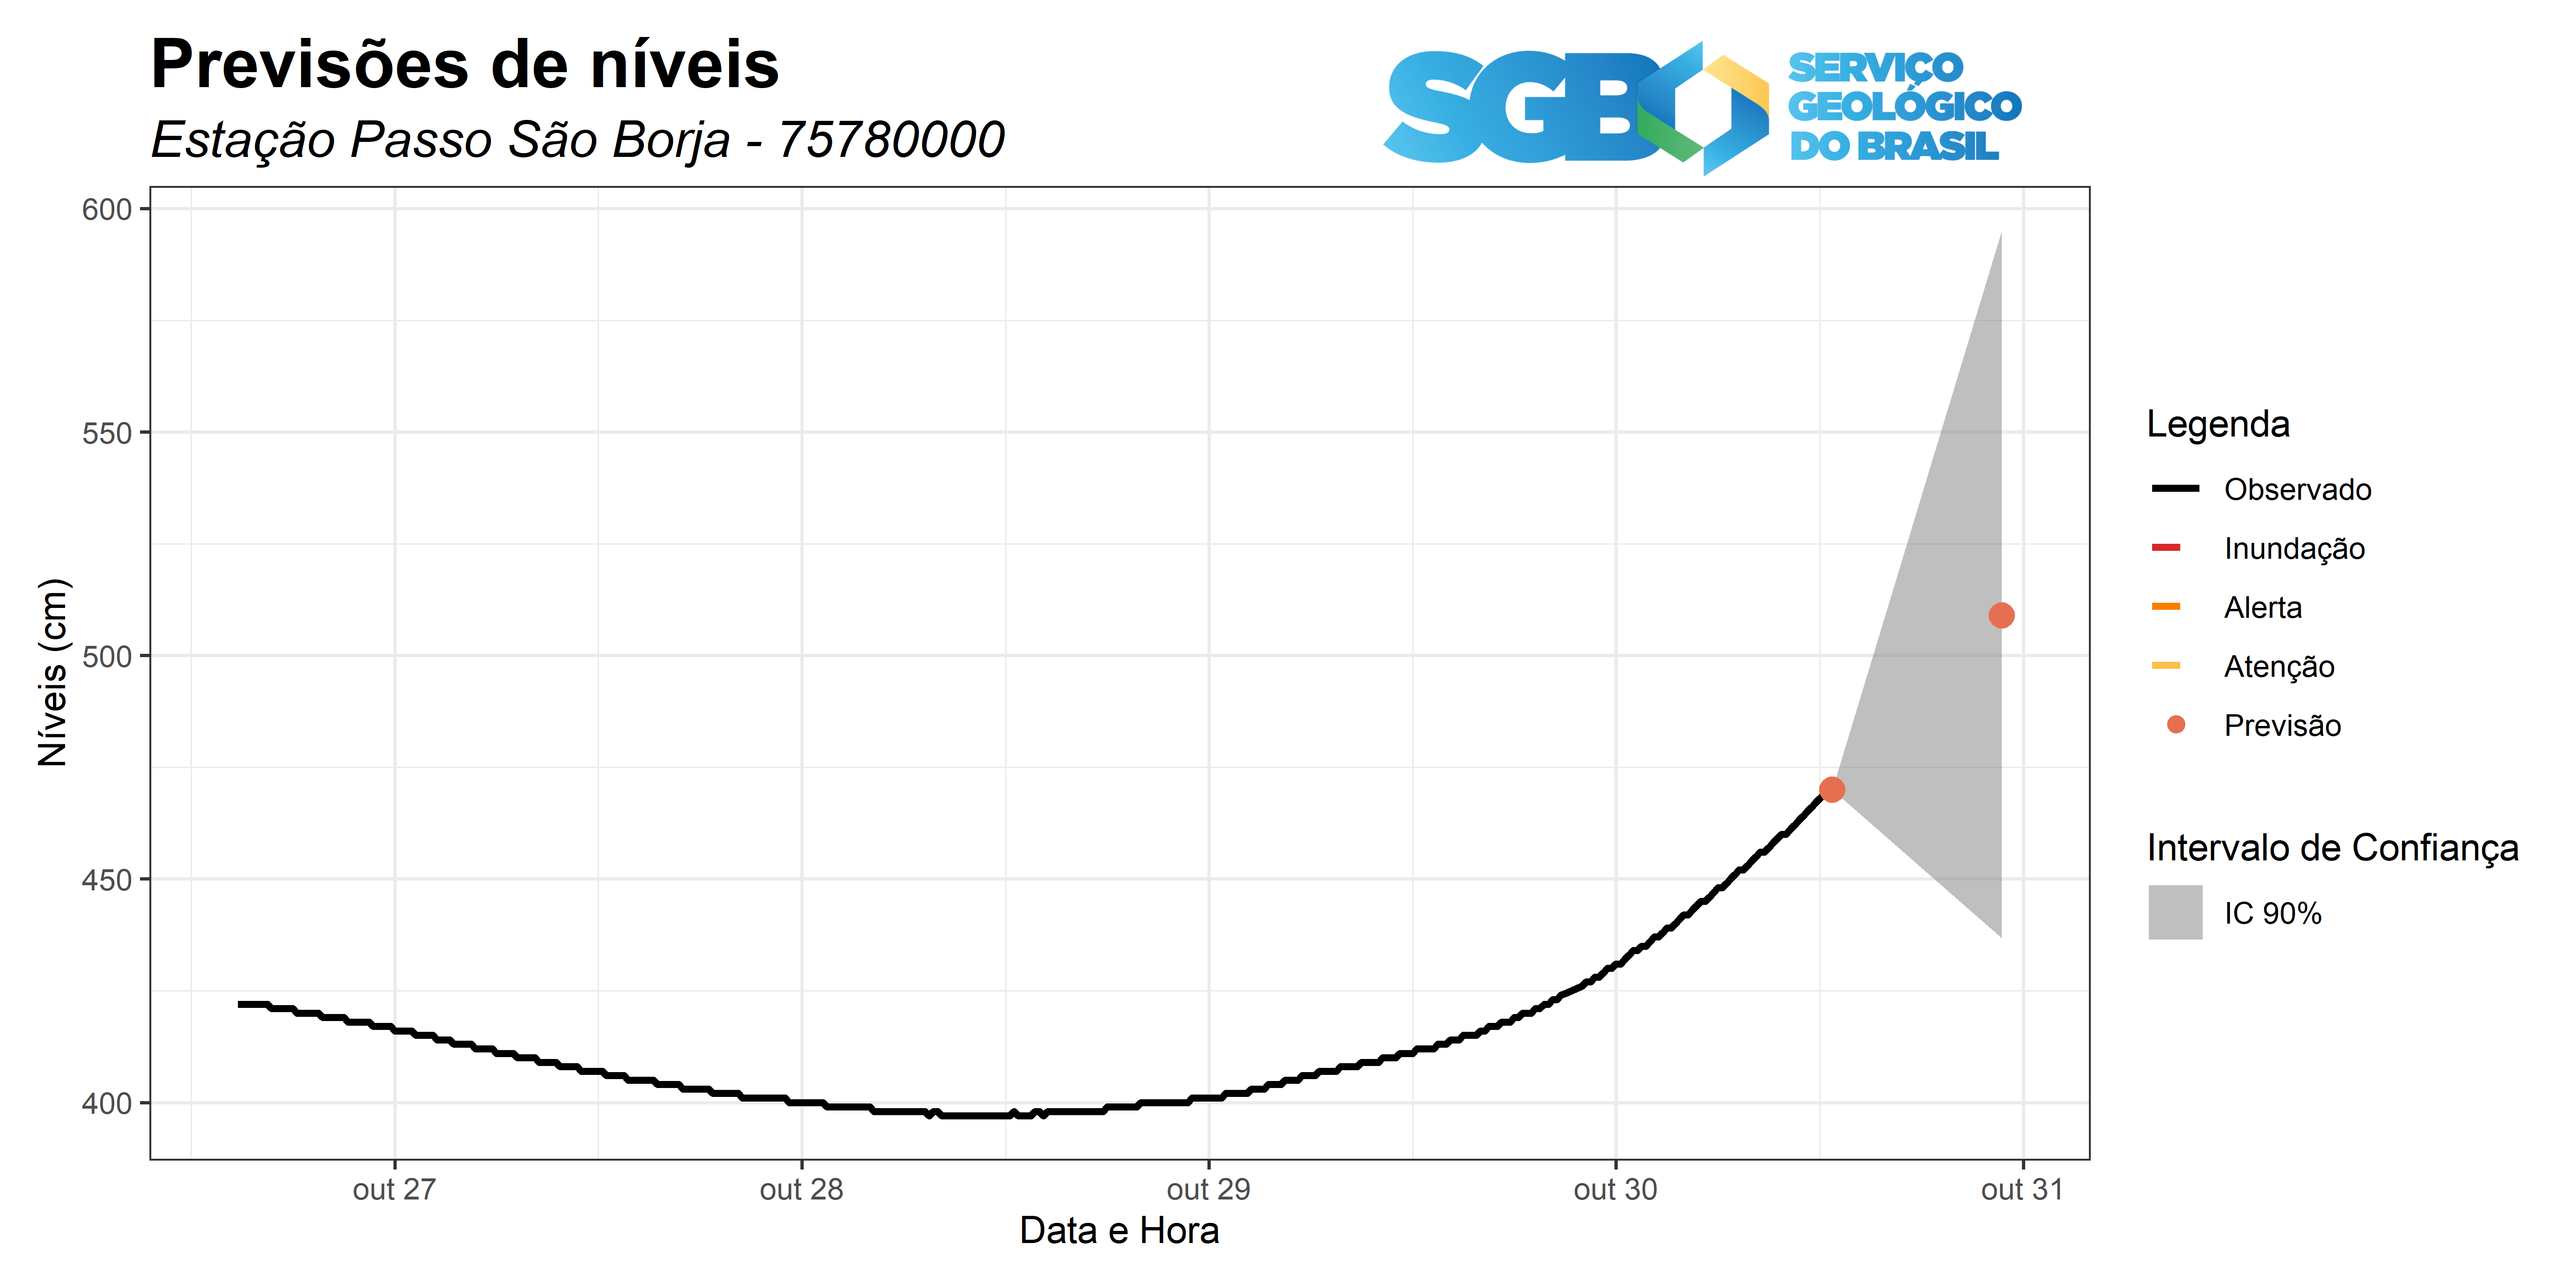 Previsões de níveis
Estação Passo São Borja - 75780000
SGB
SERVIÇO
GEOLÓGICO
DO BRASIL
600
550
500
450
400
Níveis (cm)
out 27
out 28
out 29
out 30
out 31
Data e Hora
Legenda
Observado
Inundação
Alerta
Atenção
Previsão
Intervalo de Confiança
IC 90%